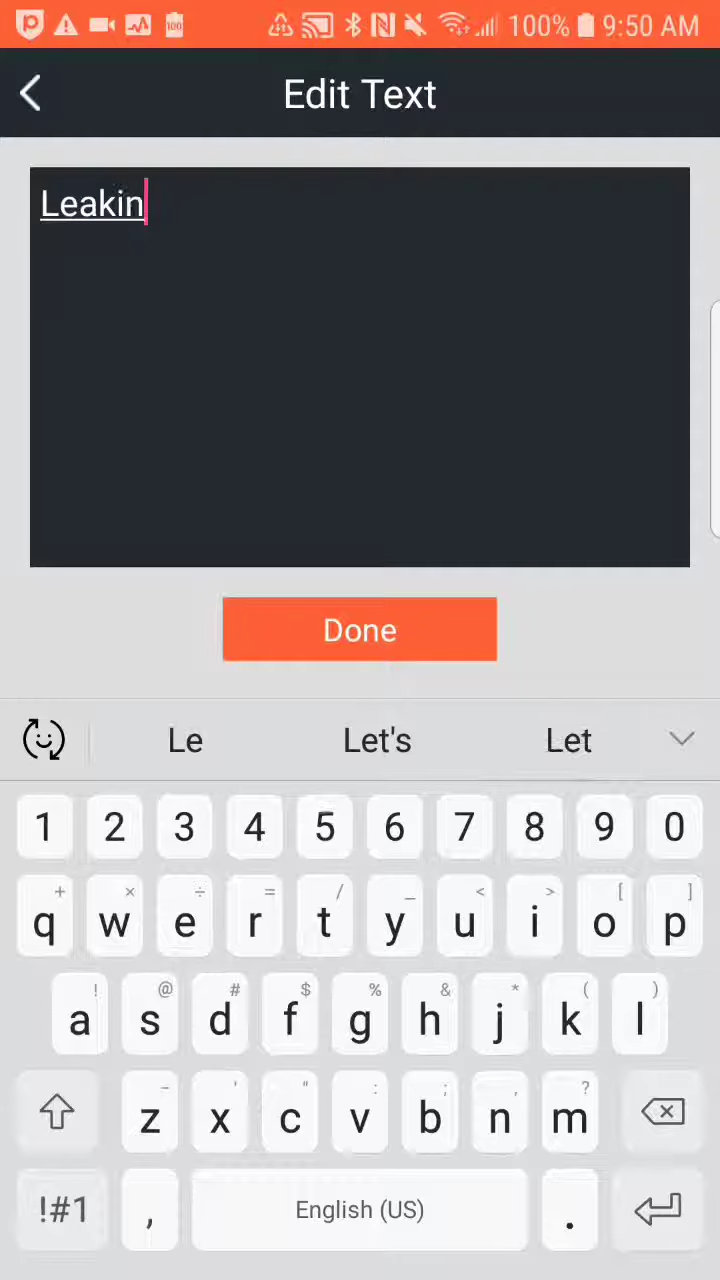 100% 9:50 AM
Edit Text
Leakin
Done
Le Let's Let
1 2 3 4 5 6 7 8 9 0
+ × ÷ = / _ < > [ ]
q w e r t y u i o p
! @ # $ % & * ( )
a s d f g h j k l
- ' " : ; , ?
z x c v b n m
!#1 , English (US) .